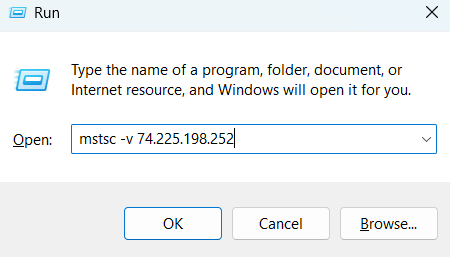 Run
Type the name of a program, folder, document, or
Internet resource, and Windows will open it for you.
Open: mstsc -v 74.225.198.252
OK Cancel Browse...